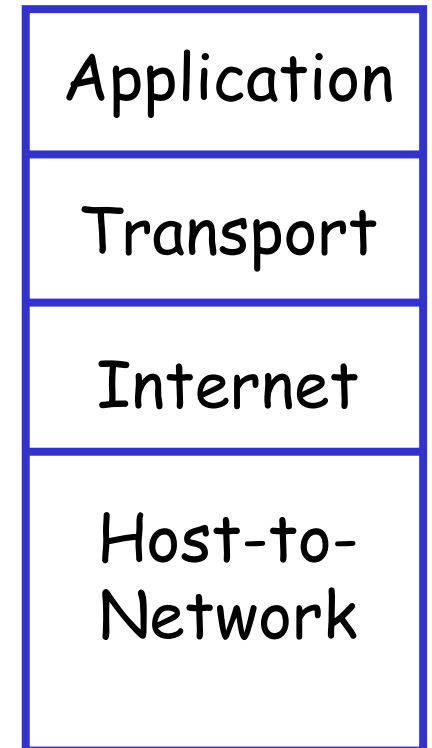 Application
Transport
Internet
Host-to-
Network